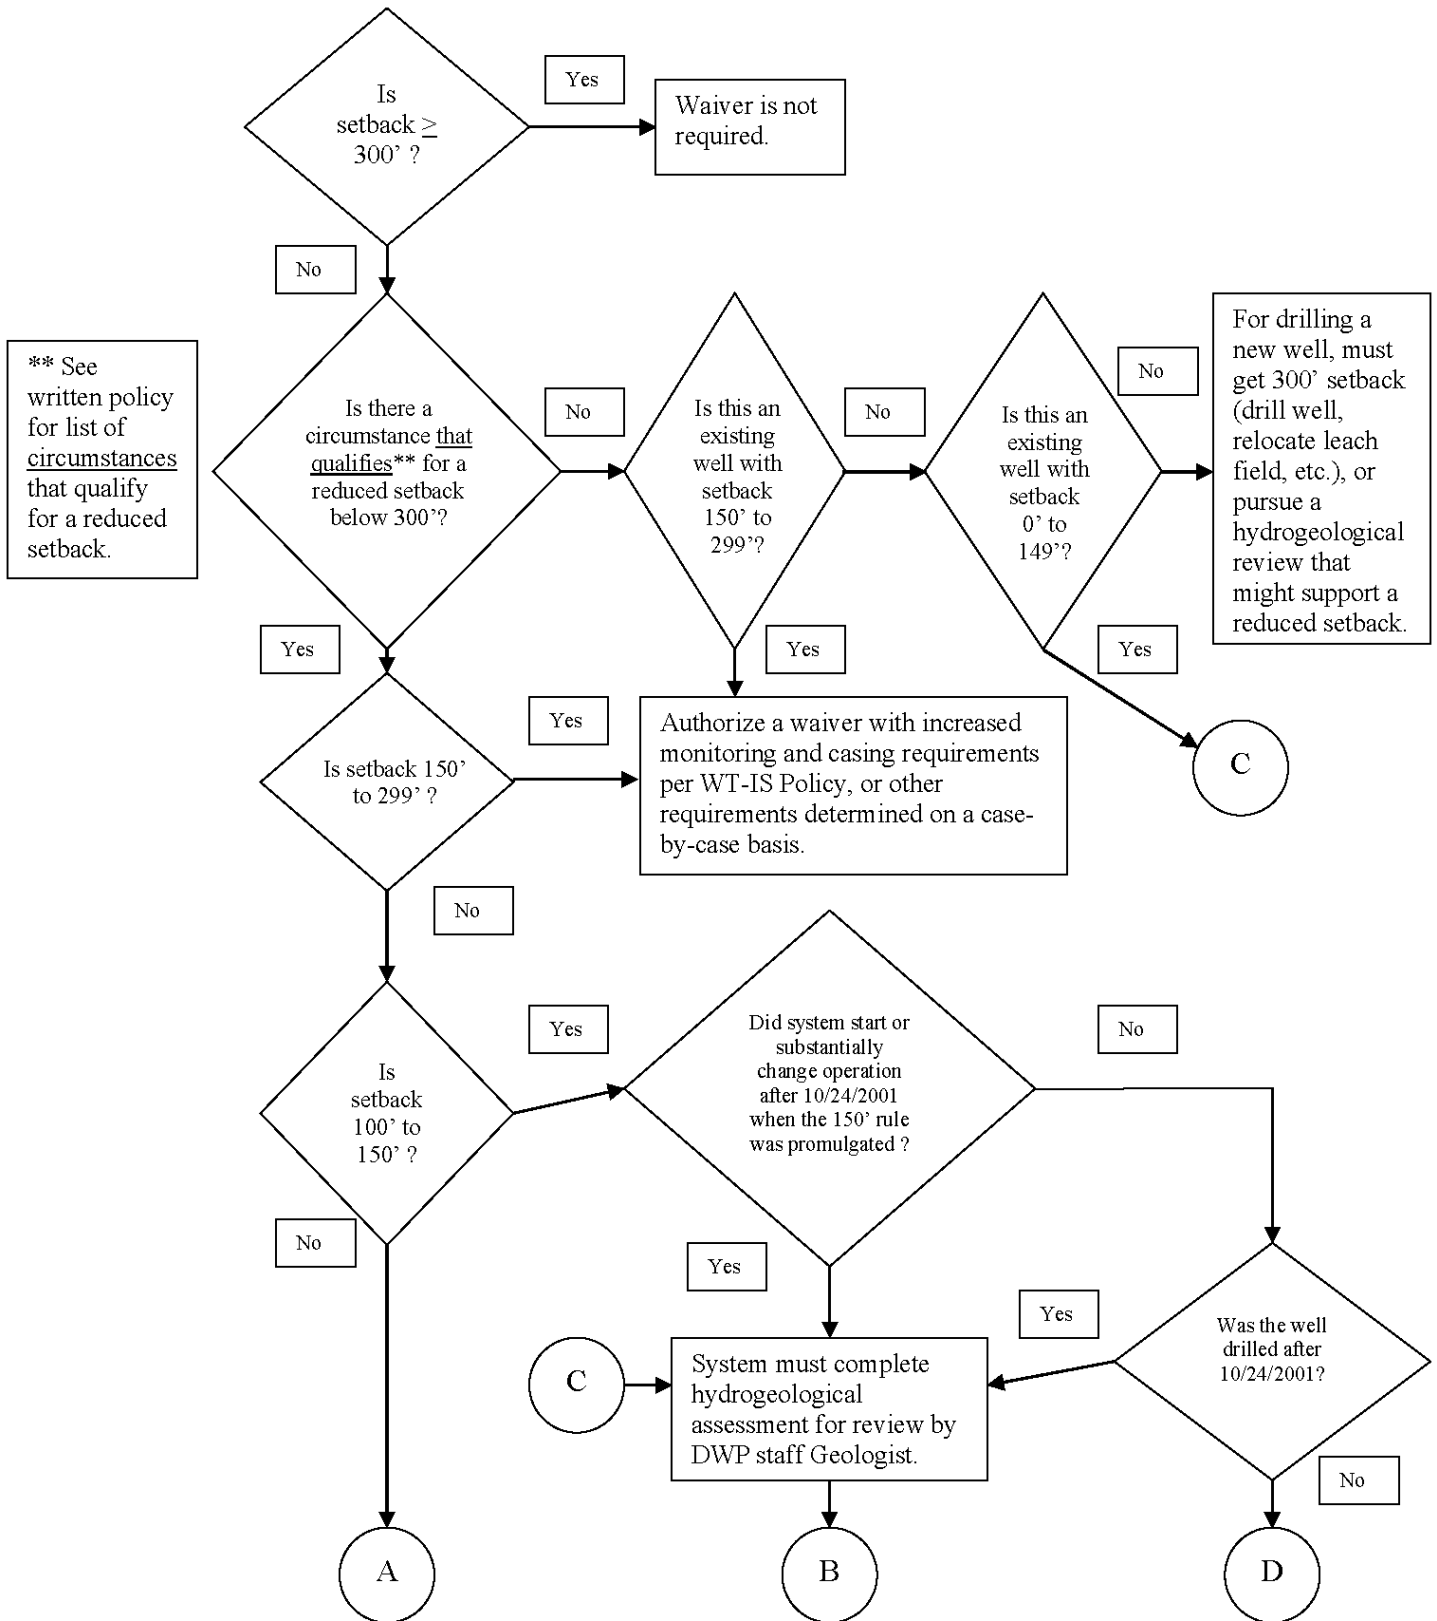 Is
setback ≥
300’ ?
Yes
Waiver is not
required.
No
** See
written policy
for list of
circumstances
that qualify
for a reduced
setback.
Is there a
circumstance that
qualifies** for a
reduced setback
below 300’?
No
Is this an
existing
well with
setback
150’ to
299’?
No
Is this an
existing
well with
setback
0’ to
149’?
No
For drilling a
new well, must
get 300’ setback
(drill well,
relocate leach
field, etc.), or
pursue a
hydrogeological
review that
might support a
reduced setback.
Yes
Yes
Yes
Is setback 150’
to 299’ ?
Yes
Authorize a waiver with increased
monitoring and casing requirements
per WT-IS Policy, or other
requirements determined on a case-
by-case basis.
C
No
Is
setback
100’ to
150’ ?
Yes
Did system start or
substantially
change operation
after 10/24/2001
when the 150’ rule
was promulgated ?
No
No
Yes
Yes
Was the well
drilled after
10/24/2001?
C
System must complete
hydrogeological
assessment for review by
DWP staff Geologist.
No
A
B
D